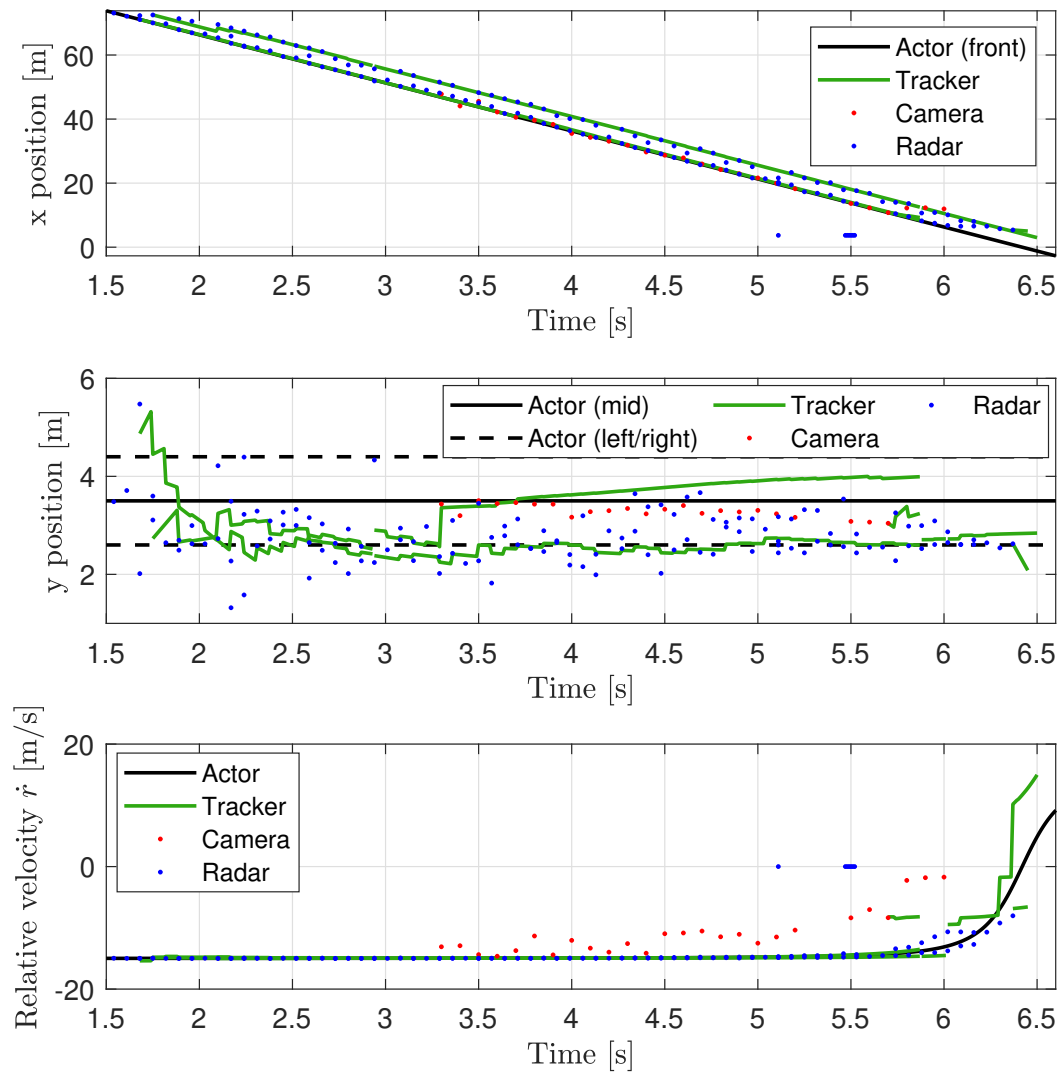 x position [m]
60
40
20
0
Actor (front)
Tracker
Camera
Radar
1.5 2 2.5 3 3.5 4 4.5 5 5.5 6 6.5
Time [s]
y position [m]
6
4
2
Actor (mid) Tracker Radar
Actor (left/right) Camera
1.5 2 2.5 3 3.5 4 4.5 5 5.5 6 6.5
Time [s]
Relative velocity ṙ [m/s]
20
0
-20
Actor
Tracker
Camera
Radar
1.5 2 2.5 3 3.5 4 4.5 5 5.5 6 6.5
Time [s]